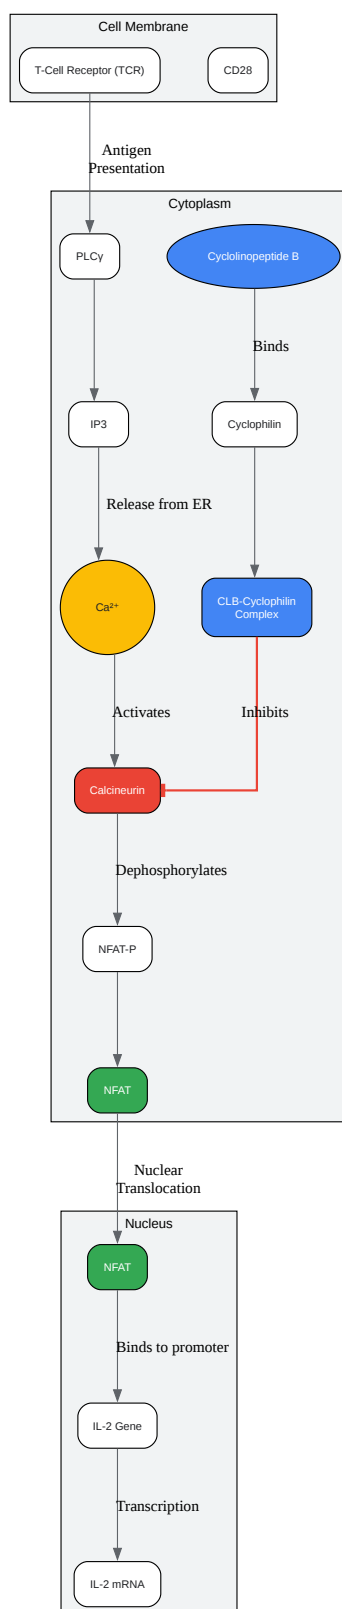 Cell Membrane
T-Cell Receptor (TCR)
CD28
Antigen
Presentation
Cytoplasm
PLCγ
Cyclolinopeptide B
Binds
IP3
Cyclophilin
Release from ER
Ca²⁺
CLB-Cyclophilin
Complex
Activates
Inhibits
Calcineurin
Dephosphorylates
NFAT-P
NFAT
Nuclear
Translocation
Nucleus
NFAT
Binds to promoter
IL-2 Gene
Transcription
IL-2 mRNA